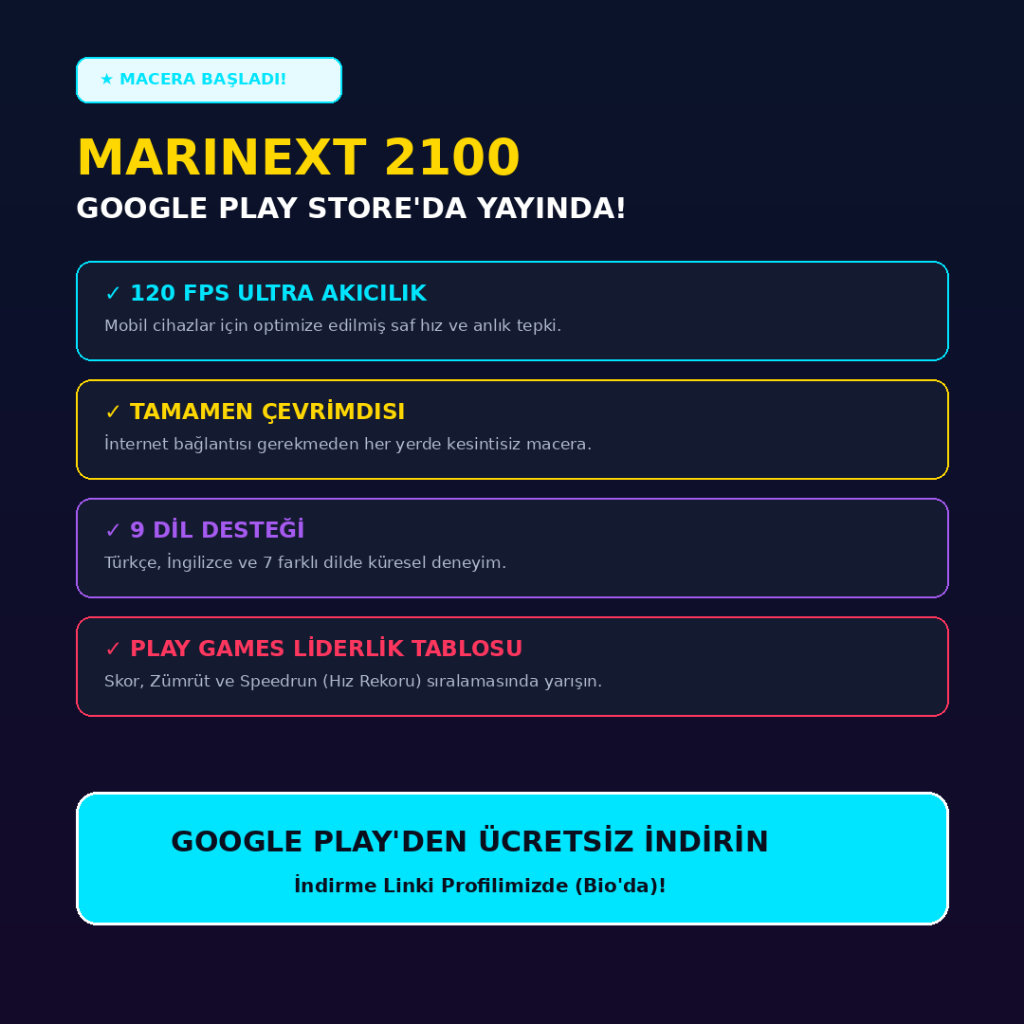 ★ MACERA BAŞLADI!
MARINEXT 2100
GOOGLE PLAY STORE'DA YAYINDA!
✓ 120 FPS ULTRA AKICILIK
Mobil cihazlar için optimize edilmiş saf hız ve anlık tepki.
✓ TAMAMEN ÇEVRİMDISI
İnternet bağlantısı gerekmeden her yerde kesintisiz macera.
✓ 9 DİL DESTEĞİ
Türkçe, İngilizce ve 7 farklı dilde küresel deneyim.
✓ PLAY GAMES LİDERLİK TABLOSU
Skor, Zümrüt ve Speedrun (Hız Rekoru) sıralamasında yarışın.
GOOGLE PLAY'DEN ÜCRETSİZ İNDİRİN
İndirme Linki Profilimizde (Bio'da)!